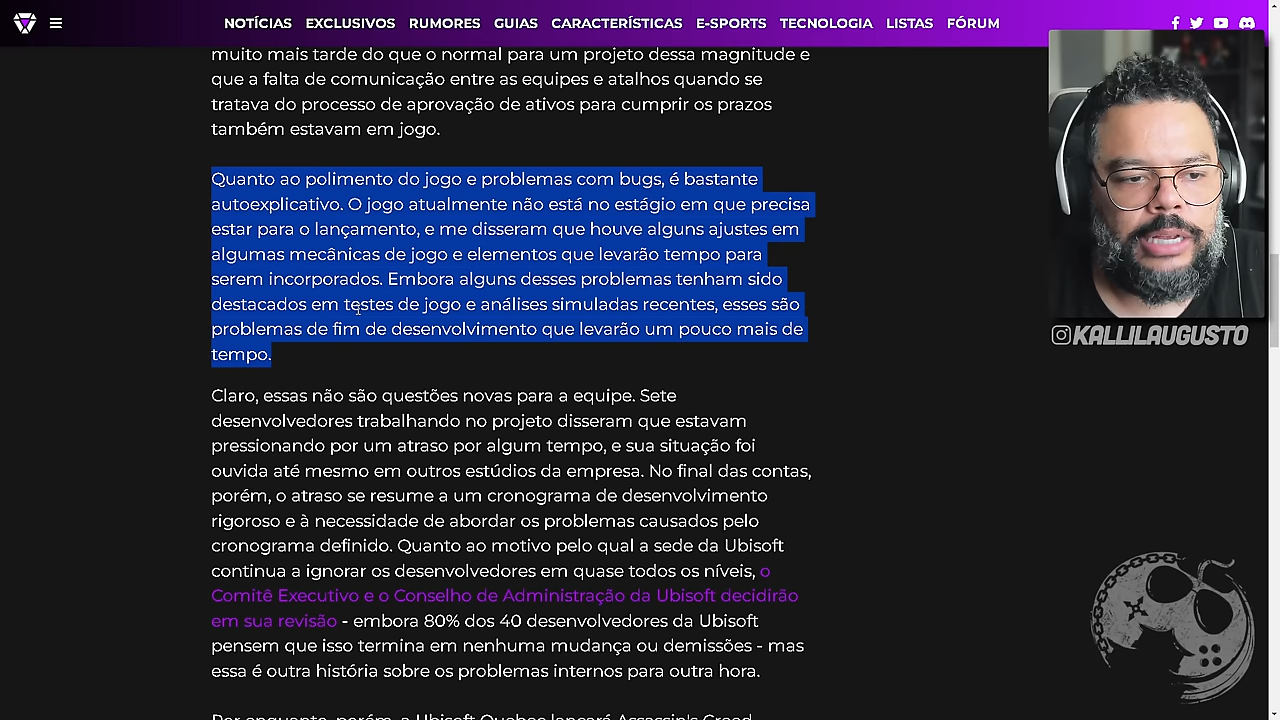 NOTÍCIAS EXCLUSIVOS RUMORES GUIAS CARACTERÍSTICAS E-SPORTS TECNOLOGIA LISTAS FÓRUM
muito mais tarde do que o normal para um projeto dessa magnitude e
que a falta de comunicação entre as equipes e atalhos quando se
tratava do processo de aprovação de ativos para cumprir os prazos
também estavam em jogo.
Quanto ao polimento do jogo e problemas com bugs, é bastante
autoexplicativo. O jogo atualmente não está no estágio em que precisa
estar para o lançamento, e me disseram que houve alguns ajustes em
algumas mecânicas de jogo e elementos que levarão tempo para
serem incorporados. Embora alguns desses problemas tenham sido
destacados em testes de jogo e análises simuladas recentes, esses são
problemas de fim de desenvolvimento que levarão um pouco mais de
tempo.
KALLILAUGUSTO
Claro, essas não são questões novas para a equipe. Sete
desenvolvedores trabalhando no projeto disseram que estavam
pressionando por um atraso por algum tempo, e sua situação foi
ouvida até mesmo em outros estúdios da empresa. No final das contas,
porém, o atraso se resume a um cronograma de desenvolvimento
rigoroso e à necessidade de abordar os problemas causados pelo
cronograma definido. Quanto ao motivo pelo qual a sede da Ubisoft
continua a ignorar os desenvolvedores em quase todos os níveis, o
Comitê Executivo e o Conselho de Administração da Ubisoft decidirão
em sua revisão - embora 80% dos 40 desenvolvedores da Ubisoft
pensem que isso termina em nenhuma mudança ou demissões - mas
essa é outra história sobre os problemas internos para outra hora.
Por enquanto, porém, a Ubisoft Quebec lançará Assassin's Creed